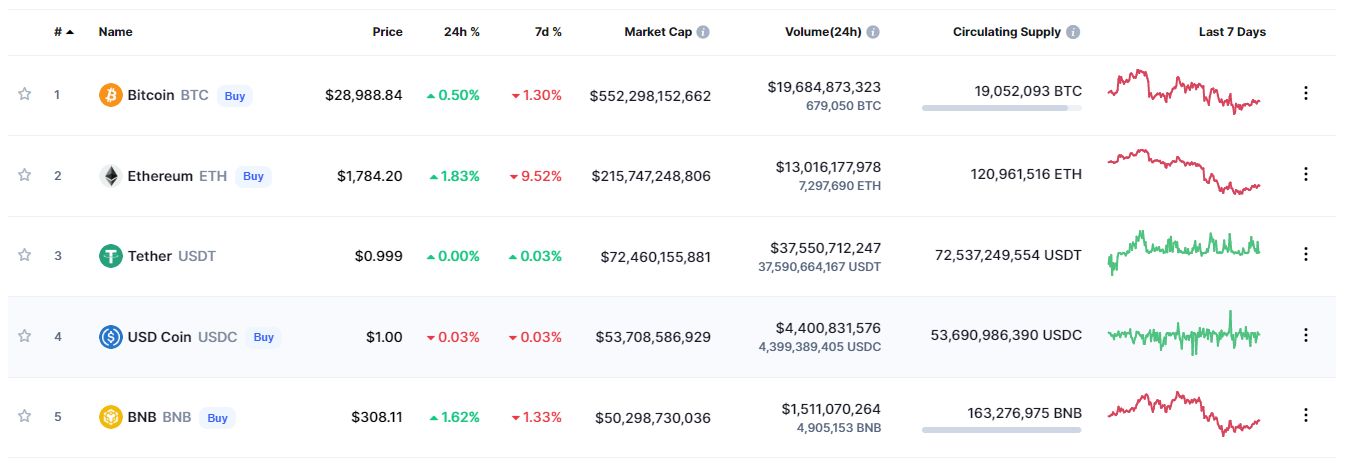 # Name Price 24h % 7d % Market Cap Volume(24h) Circulating Supply Last 7 Days
1 Bitcoin BTC Buy $28,988.84 0.50% 1.30% $552,298,152,662 $19,684,873,323 19,052,093 BTC
679,050 BTC
2 Ethereum ETH Buy $1,784.20 1.83% 9.52% $215,747,248,806 $13,016,177,978 120,961,516 ETH
7,297,690 ETH
3 Tether USDT $0.999 0.00% 0.03% $72,460,155,881 $37,550,712,247 72,537,249,554 USDT
37,590,664,167 USDT
4 USD Coin USDC Buy $1.00 0.03% 0.03% $53,708,586,929 $4,400,831,576 53,690,986,390 USDC
4,399,389,405 USDC
5 BNB BNB Buy $308.11 1.62% 1.33% $50,298,730,036 $1,511,070,264 163,276,975 BNB
4,905,153 BNB